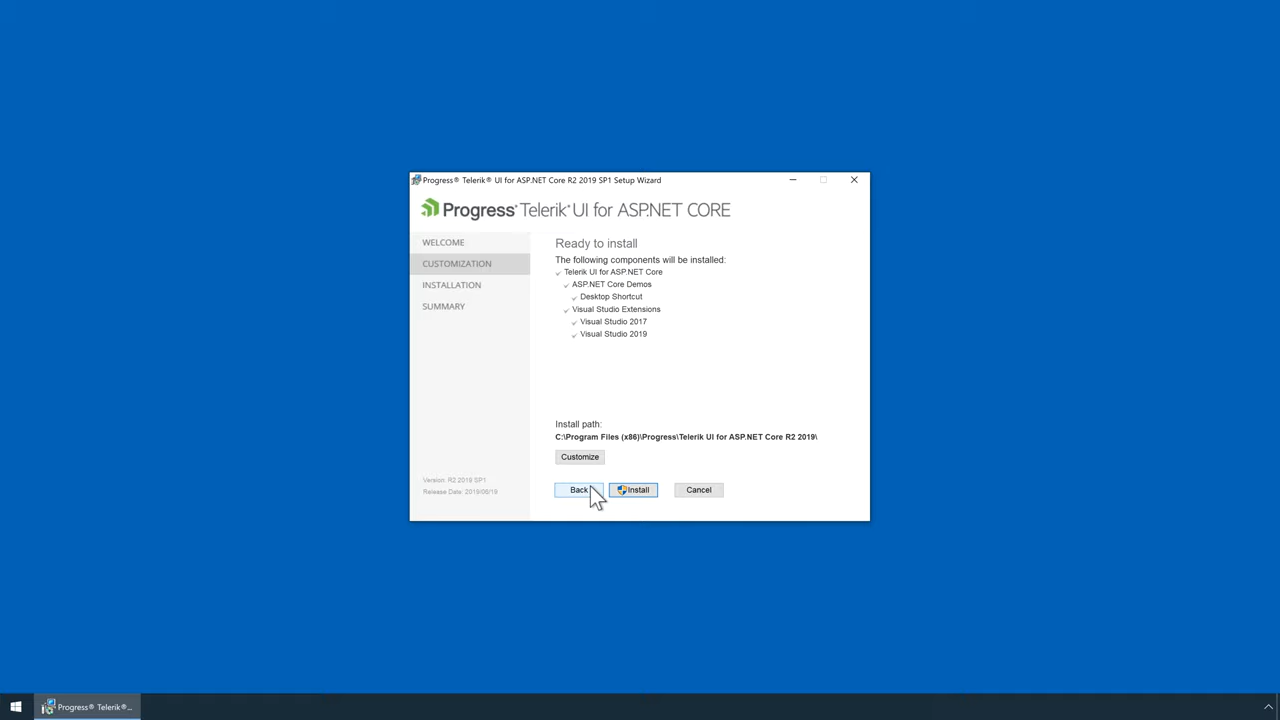 Progress® Telerik® UI for ASP.NET Core R2 2019 SP1 Setup Wizard
Progress® Telerik® UI for ASP.NET CORE
WELCOME
CUSTOMIZATION
INSTALLATION
SUMMARY
Ready to install
The following components will be installed:
Telerik UI for ASP.NET Core
ASP.NET Core Demos
Desktop Shortcut
Visual Studio Extensions
Visual Studio 2017
Visual Studio 2019
Install path:
C:\Program Files (x86)\Progress\Telerik UI for ASP.NET Core R2 2019\
Customize
Version: R2 2019 SP1
Release Date: 2019/06/19
Back Install Cancel
Progress® Telerik®...